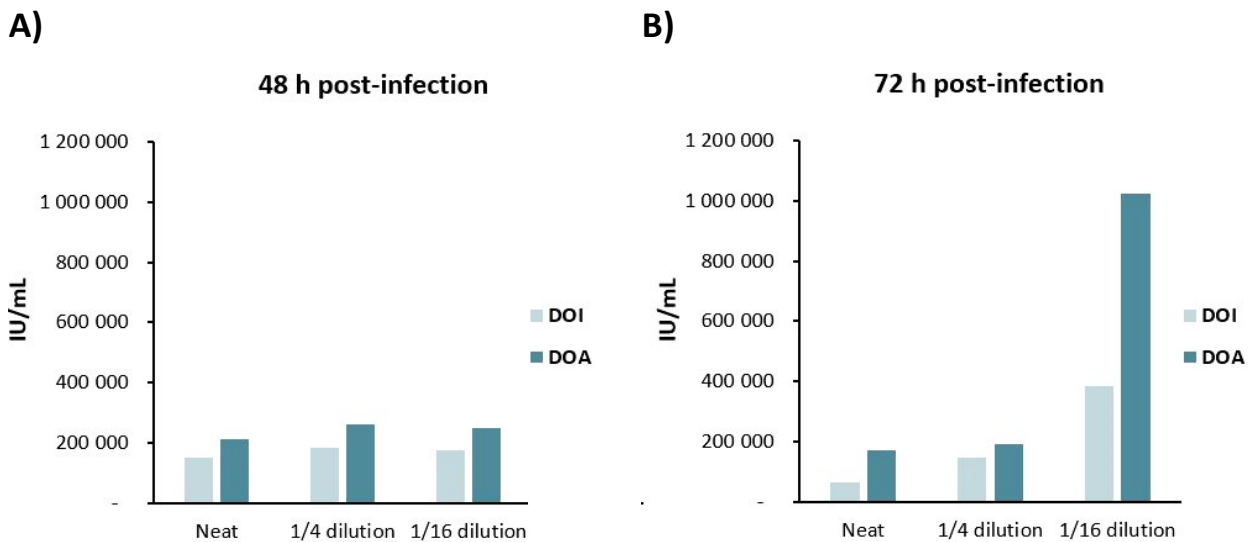 A)
48 h post-infection
1 200 000
1 000 000
800 000
600 000
400 000
200 000
-
IU/mL
Neat
1/4 dilution
1/16 dilution
DOI
DOA
B)
72 h post-infection
1 200 000
1 000 000
800 000
600 000
400 000
200 000
-
IU/mL
Neat
1/4 dilution
1/16 dilution
DOI
DOA